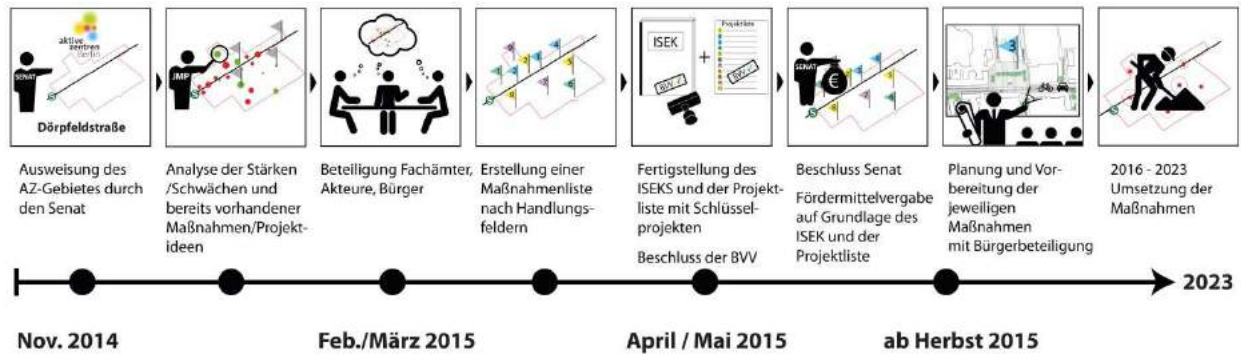 aktive
zentren
Berlin
SENAT
Dörpfeldstraße
Ausweisung des
AZ-Gebietes durch
den Senat
JMP
Analyse der Stärken
/Schwächen und
bereits vorhandener
Maßnahmen/Projekt-
ideen
Beteiligung Fachämter,
Akteure, Bürger
Erstellung einer
Maßnahmenliste
nach Handlungs-
feldern
ISEK
+
Projektliste
BVV
BVV
Fertigstellung des
ISEKS und der Projekt-
liste mit Schlüssel-
projekten
Beschluss der BVV
SENAT
€
Beschluss Senat
Fördermittelvergabe
auf Grundlage des
ISEK und der
Projektliste
3
Planung und Vor-
bereitung der
jeweiligen
Maßnahmen
mit Bürgerbeteiligung
2016 - 2023
Umsetzung der
Maßnahmen
2023
Nov. 2014
Feb./März 2015
April / Mai 2015
ab Herbst 2015